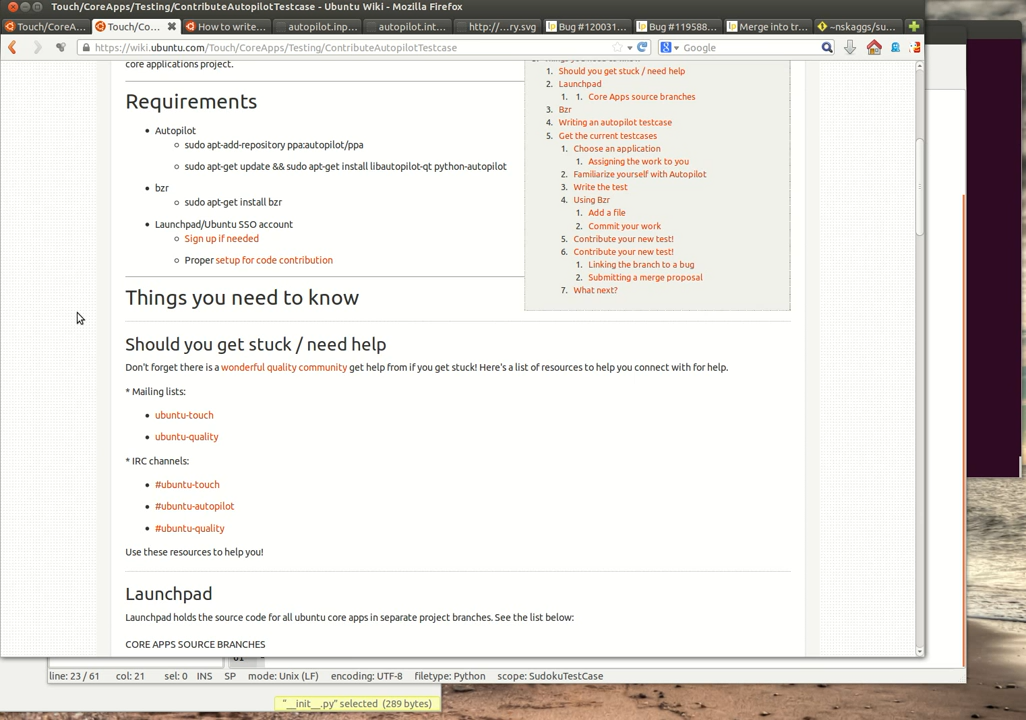 Touch/CoreApps/Testing/ContributeAutopilotTestcase - Ubuntu Wiki - Mozilla Firefox
Touch/CoreA... Touch/Co... How to write... autopilot.inp... autopilot.int... http://...ry.svg Bug #120031... Bug #119588... Merge into tr... ~nskaggs/su...
https://wiki.ubuntu.com/Touch/CoreApps/Testing/ContributeAutopilotTestcase Google
core applications project.
Requirements
• Autopilot
sudo apt-add-repository ppa:autopilot/ppa
sudo apt-get update && sudo apt-get install libautopilot-qt python-autopilot
• bzr
sudo apt-get install bzr
• Launchpad/Ubuntu SSO account
Sign up if needed
Proper setup for code contribution
1. Should you get stuck / need help
2. Launchpad
1. 1. Core Apps source branches
3. Bzr
4. Writing an autopilot testcase
5. Get the current testcases
1. Choose an application
1. Assigning the work to you
2. Familiarize yourself with Autopilot
3. Write the test
4. Using Bzr
1. Add a file
2. Commit your work
5. Contribute your new test!
6. Contribute your new test!
1. Linking the branch to a bug
2. Submitting a merge proposal
7. What next?
Things you need to know
Should you get stuck / need help
Don't forget there is a wonderful quality community get help from if you get stuck! Here's a list of resources to help you connect with for help.
* Mailing lists:
• ubuntu-touch
• ubuntu-quality
* IRC channels:
• #ubuntu-touch
• #ubuntu-autopilot
• #ubuntu-quality
Use these resources to help you!
Launchpad
Launchpad holds the source code for all ubuntu core apps in separate project branches. See the list below:
CORE APPS SOURCE BRANCHES
line: 23 / 61 col: 21 sel: 0 INS SP mode: Unix (LF) encoding: UTF-8 filetype: Python scope: SudokuTestCase
"__init__.py" selected (289 bytes)